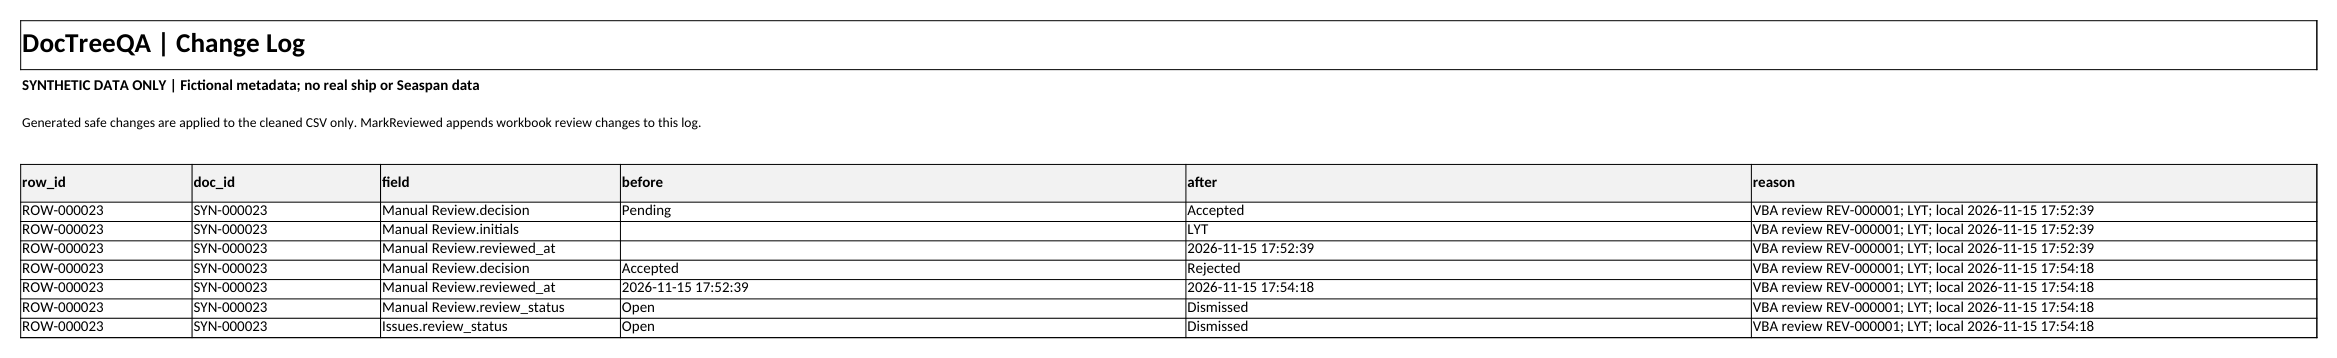 DocTreeQA | Change Log
SYNTHETIC DATA ONLY | Fictional metadata; no real ship or Seaspan data
Generated safe changes are applied to the cleaned CSV only. MarkReviewed appends workbook review changes to this log.
row_id doc_id field before after reason
ROW-000023 SYN-000023 Manual Review.decision Pending Accepted VBA review REV-000001; LYT; local 2026-11-15 17:52:39
ROW-000023 SYN-000023 Manual Review.initials LYT VBA review REV-000001; LYT; local 2026-11-15 17:52:39
ROW-000023 SYN-000023 Manual Review.reviewed_at 2026-11-15 17:52:39 VBA review REV-000001; LYT; local 2026-11-15 17:52:39
ROW-000023 SYN-000023 Manual Review.decision Accepted Rejected VBA review REV-000001; LYT; local 2026-11-15 17:54:18
ROW-000023 SYN-000023 Manual Review.reviewed_at 2026-11-15 17:52:39 2026-11-15 17:54:18 VBA review REV-000001; LYT; local 2026-11-15 17:54:18
ROW-000023 SYN-000023 Manual Review.review_status Open Dismissed VBA review REV-000001; LYT; local 2026-11-15 17:54:18
ROW-000023 SYN-000023 Issues.review_status Open Dismissed VBA review REV-000001; LYT; local 2026-11-15 17:54:18